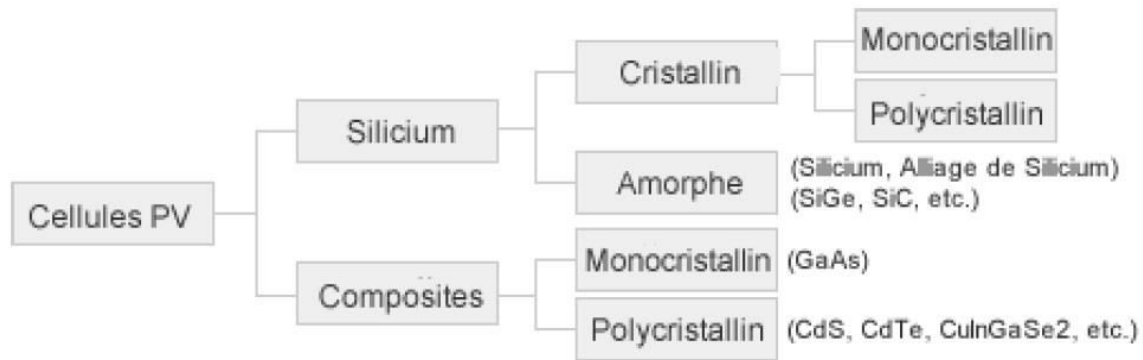 Monocristallin
Cristallin
Polycristallin
Silicium
Amorphe (Silicium, Alliage de Silicium)
(SiGe, SiC, etc.)
Cellules PV
Monocristallin (GaAs)
Composites
Polycristallin (CdS, CdTe, CuInGaSe2, etc.)